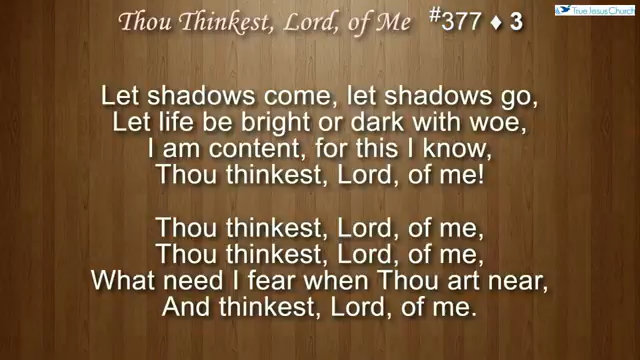 Thou Thinkest, Lord, of Me #377 ♦ 3
True Jesus Church
Let shadows come, let shadows go,
Let life be bright or dark with woe,
I am content, for this I know,
Thou thinkest, Lord, of me!
Thou thinkest, Lord, of me,
Thou thinkest, Lord, of me,
What need I fear when Thou art near,
And thinkest, Lord, of me.